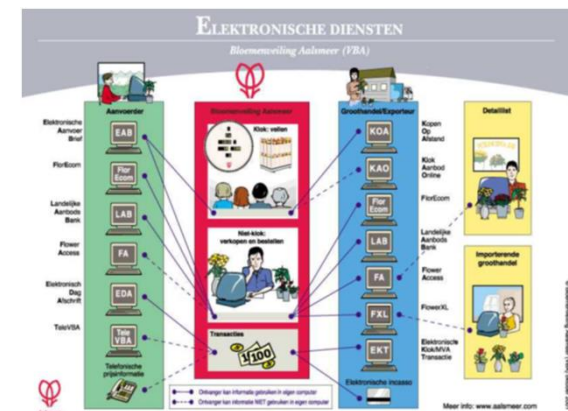 ELEKTRONISCHE DIENSTEN
Bloemenveiling Aalsmeer (VBA)
Aanvoerder
Elektronische
Aanvoer
Brief
EAB
FlorEcom
Flor
Ecom
Landelijke
Aanbods
Bank
LAB
Flower
Access
FA
Elektronisch
Dag
Afschrift
EDA
TeleVBA
Tele
VBA
Telefonische
prijsinformatie
Bloemenveiling Aalsmeer
Klok: veilen
Niet-klok:
verkopen en bestellen
Transacties
1/100
Ontvanger kan informatie gebruiken in eigen computer
Ontvanger kan informatie NIET gebruiken in eigen computer
Groothandel/Exporteur
KOA
Kopen
Op
Afstand
KAO
Klok
Aanbod
Online
Flor
Ecom
FlorEcom
LAB
Landelijke
Aanbods
Bank
FA
Flower
Access
FXL
FlowerXL
EKT
Elektronische
Klok/MVA
Transactie
Elektronische incasso
Detaillist
Importerende
groothandel
Meer info: www.aalsmeer.com